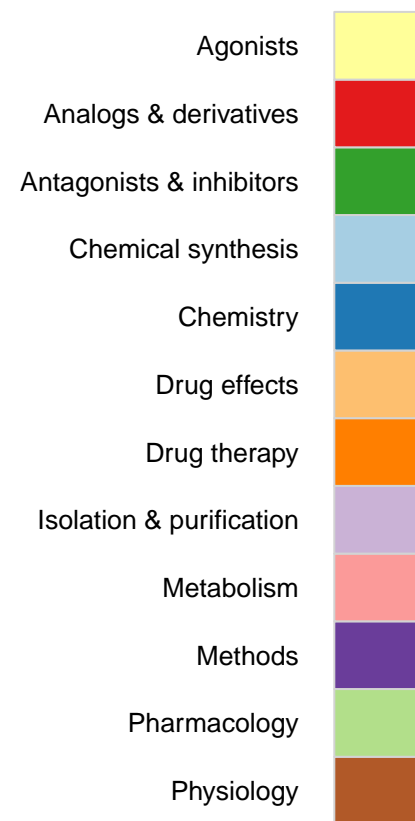 Agonists
Analogs & derivatives
Antagonists & inhibitors
Chemical synthesis
Chemistry
Drug effects
Drug therapy
Isolation & purification
Metabolism
Methods
Pharmacology
Physiology